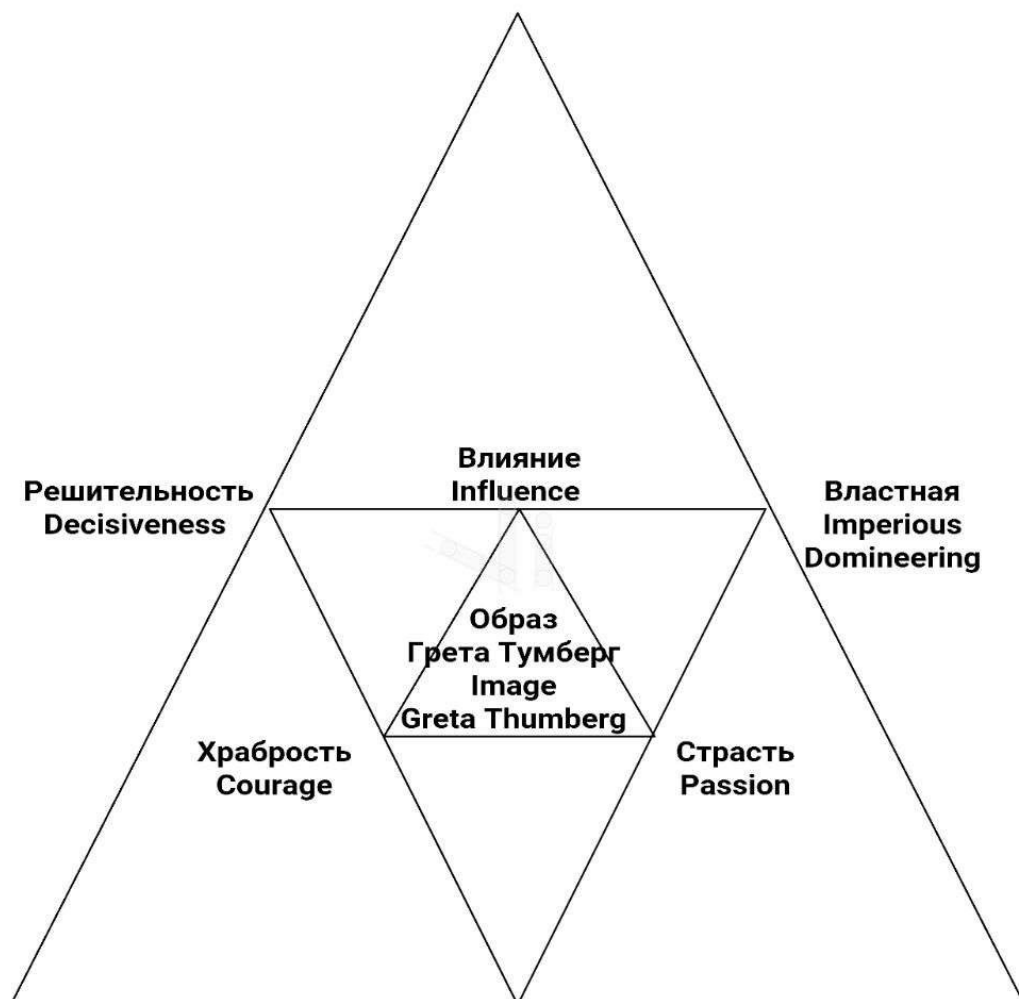 Влияние
Influence
Решительность
Decisiveness
Властная
Imperious
Domineering
Образ
Грета Тумберг
Image
Greta Thumberg
Храбрость
Courage
Страсть
Passion